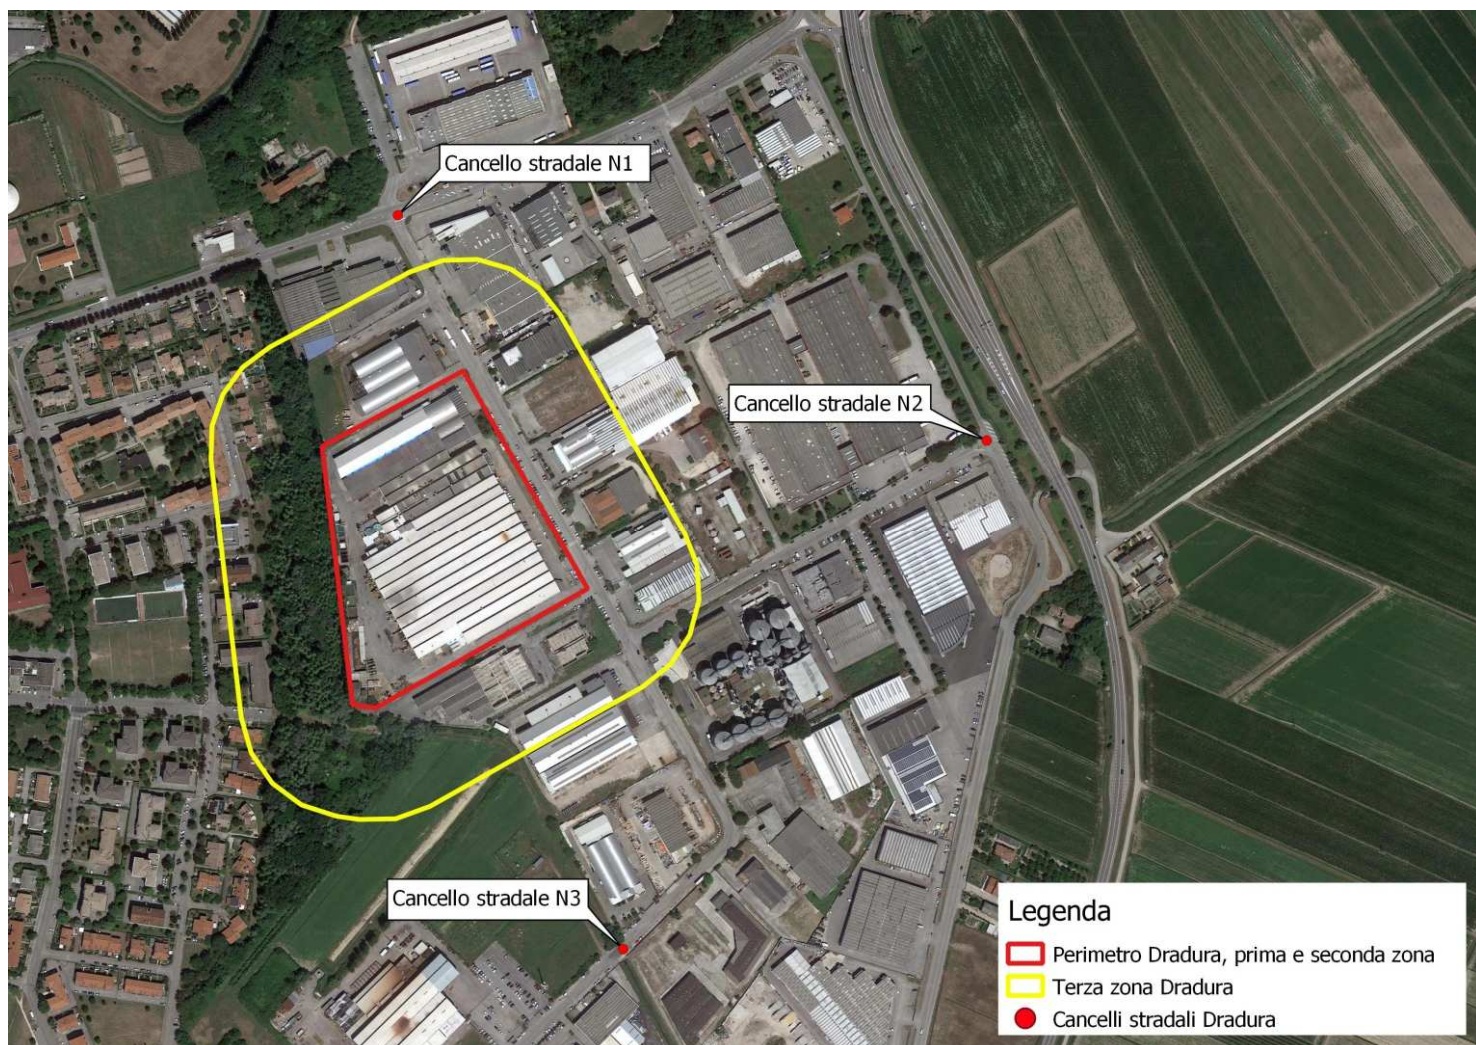 Cancello stradale N1
Cancello stradale N2
Cancello stradale N3
Legenda
Perimetro Dradura, prima e seconda zona
Terza zona Dradura
Cancelli stradali Dradura